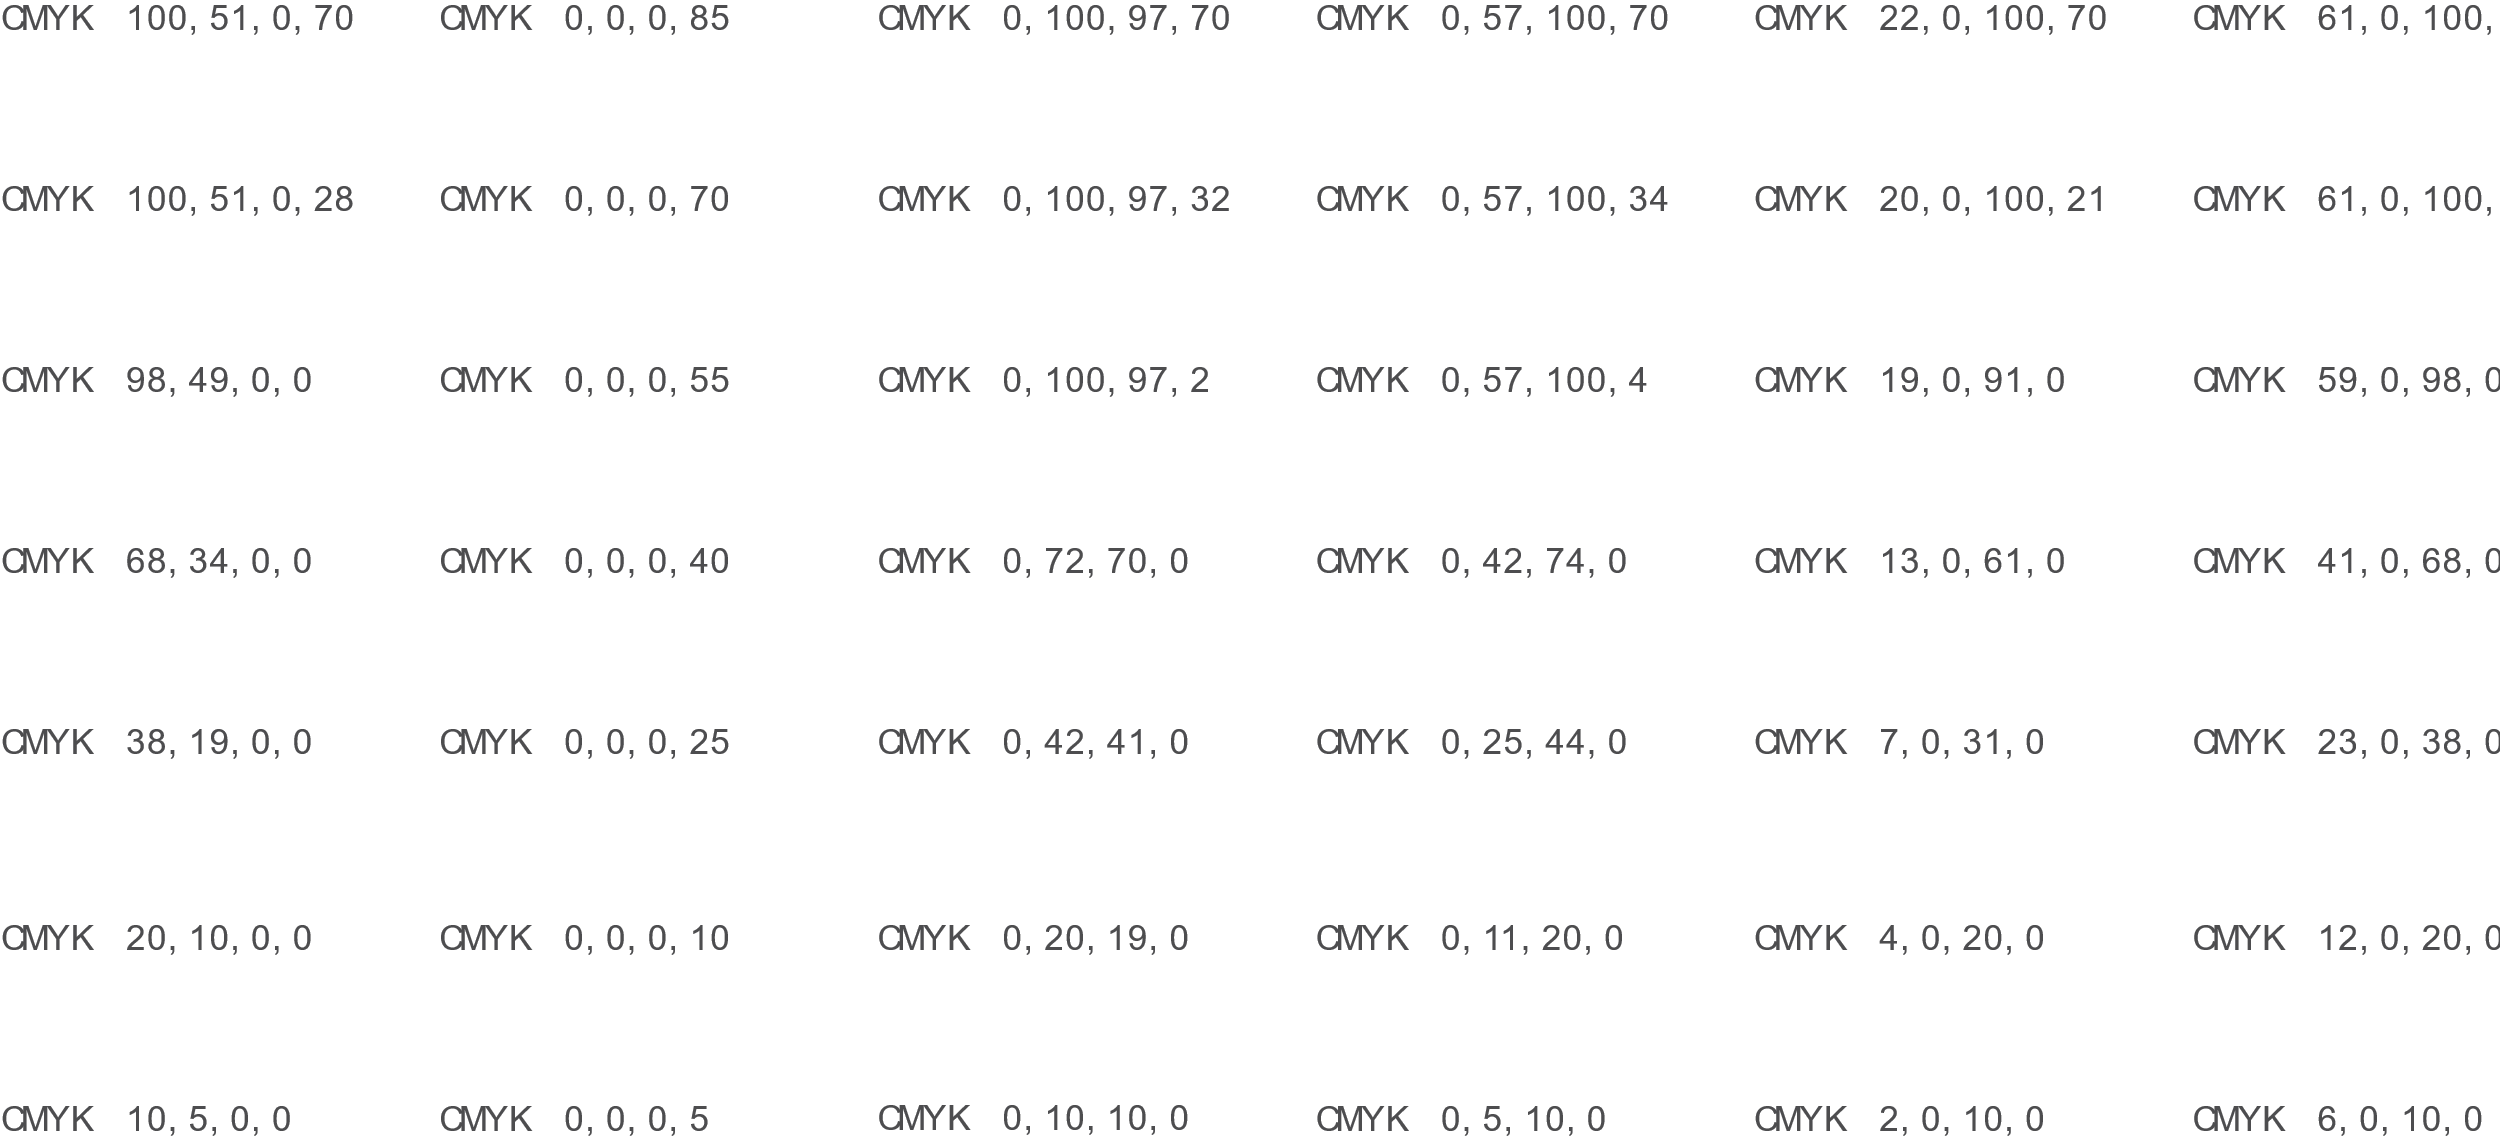 CMYK 100, 51, 0, 70 CMYK 0, 0, 0, 85 CMYK 0, 100, 97, 70 CMYK 0, 57, 100, 70 CMYK 22, 0, 100, 70 CMYK 61, 0, 100,
CMYK 100, 51, 0, 28 CMYK 0, 0, 0, 70 CMYK 0, 100, 97, 32 CMYK 0, 57, 100, 34 CMYK 20, 0, 100, 21 CMYK 61, 0, 100,
CMYK 98, 49, 0, 0 CMYK 0, 0, 0, 55 CMYK 0, 100, 97, 2 CMYK 0, 57, 100, 4 CMYK 19, 0, 91, 0 CMYK 59, 0, 98, 0
CMYK 68, 34, 0, 0 CMYK 0, 0, 0, 40 CMYK 0, 72, 70, 0 CMYK 0, 42, 74, 0 CMYK 13, 0, 61, 0 CMYK 41, 0, 68, 0
CMYK 38, 19, 0, 0 CMYK 0, 0, 0, 25 CMYK 0, 42, 41, 0 CMYK 0, 25, 44, 0 CMYK 7, 0, 31, 0 CMYK 23, 0, 38, 0
CMYK 20, 10, 0, 0 CMYK 0, 0, 0, 10 CMYK 0, 20, 19, 0 CMYK 0, 11, 20, 0 CMYK 4, 0, 20, 0 CMYK 12, 0, 20, 0
CMYK 10, 5, 0, 0 CMYK 0, 0, 0, 5 CMYK 0, 10, 10, 0 CMYK 0, 5, 10, 0 CMYK 2, 0, 10, 0 CMYK 6, 0, 10, 0